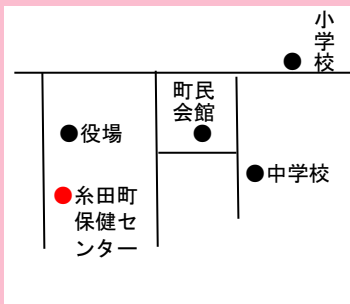 小学校
町民
会館
役場
中学校
糸田町
保健セ
ンター